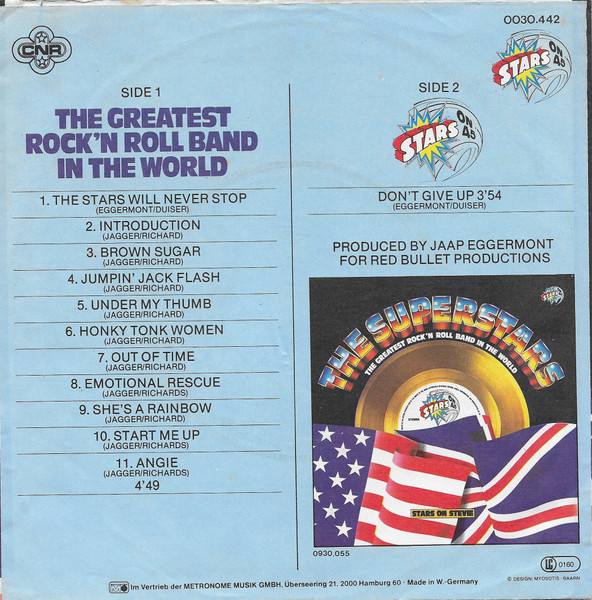 CNR
0030.442
STARS ON 45
SIDE 1
THE GREATEST
ROCK'N ROLL BAND
IN THE WORLD
1. THE STARS WILL NEVER STOP
(EGGERMONT/DUISER)
2. INTRODUCTION
(JAGGER/RICHARD)
3. BROWN SUGAR
(JAGGER/RICHARD)
4. JUMPIN' JACK FLASH
(JAGGER/RICHARD)
5. UNDER MY THUMB
(JAGGER/RICHARD)
6. HONKY TONK WOMEN
(JAGGER/RICHARD)
7. OUT OF TIME
(JAGGER/RICHARD)
8. EMOTIONAL RESCUE
(JAGGER/RICHARDS)
9. SHE'S A RAINBOW
(JAGGER/RICHARD)
10. START ME UP
(JAGGER/RICHARDS)
11. ANGIE
(JAGGER/RICHARDS)
4'49
SIDE 2
STARS ON 45
DON'T GIVE UP 3'54
(EGGERMONT/DUISER)
PRODUCED BY JAAP EGGERMONT
FOR RED BULLET PRODUCTIONS
THE SUPERSTARS
THE GREATEST ROCK'N ROLL BAND IN THE WORLD
STARS ON 45
STARS ON 45
STEREO
STARS ON STEVIE
0930,055
Im Vertrieb der METRONOME MUSIK GMBH, Überseering 21, 2000 Hamburg 60 - Made in W.-Germany
LC 0160
© DESIGN: MYOSOTIS - BAARN